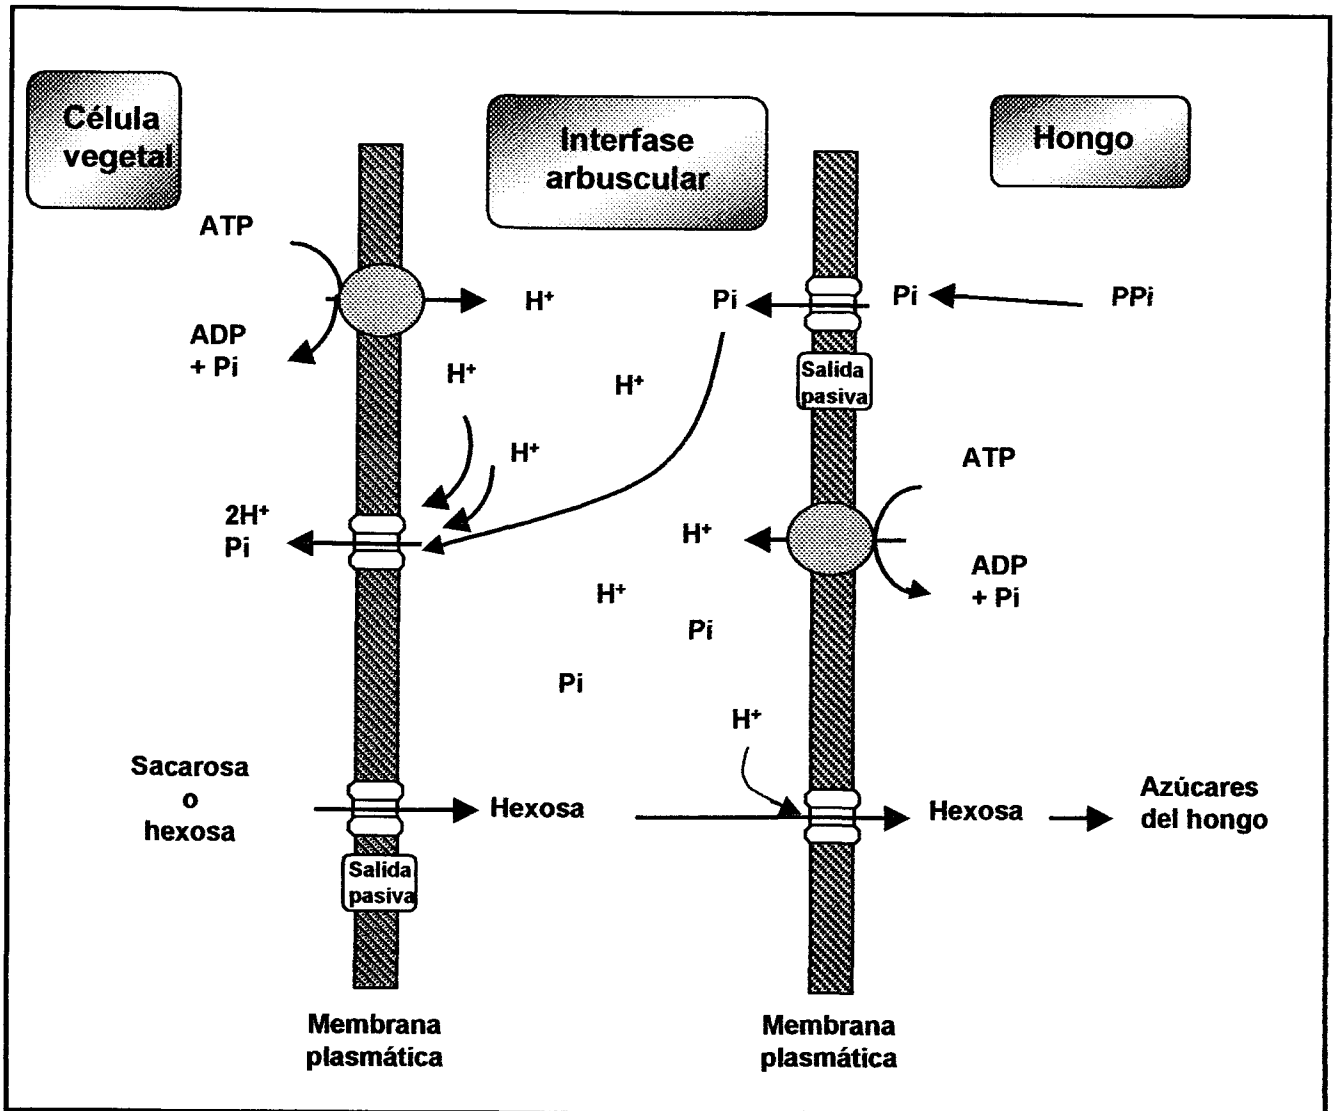 Célula
vegetal
Interfase
arbuscular
Hongo
ATP
H⁺
ADP
+ Pi
Pi
Pi
PPi
H⁺
H⁺
Salida
pasiva
H⁺
ATP
2H⁺
Pi
H⁺
ADP
+ Pi
H⁺
Pi
Pi
H⁺
Sacarosa
o
hexosa
Hexosa
Hexosa
Azúcares
del hongo
Salida
pasiva
Membrana
plasmática
Membrana
plasmática